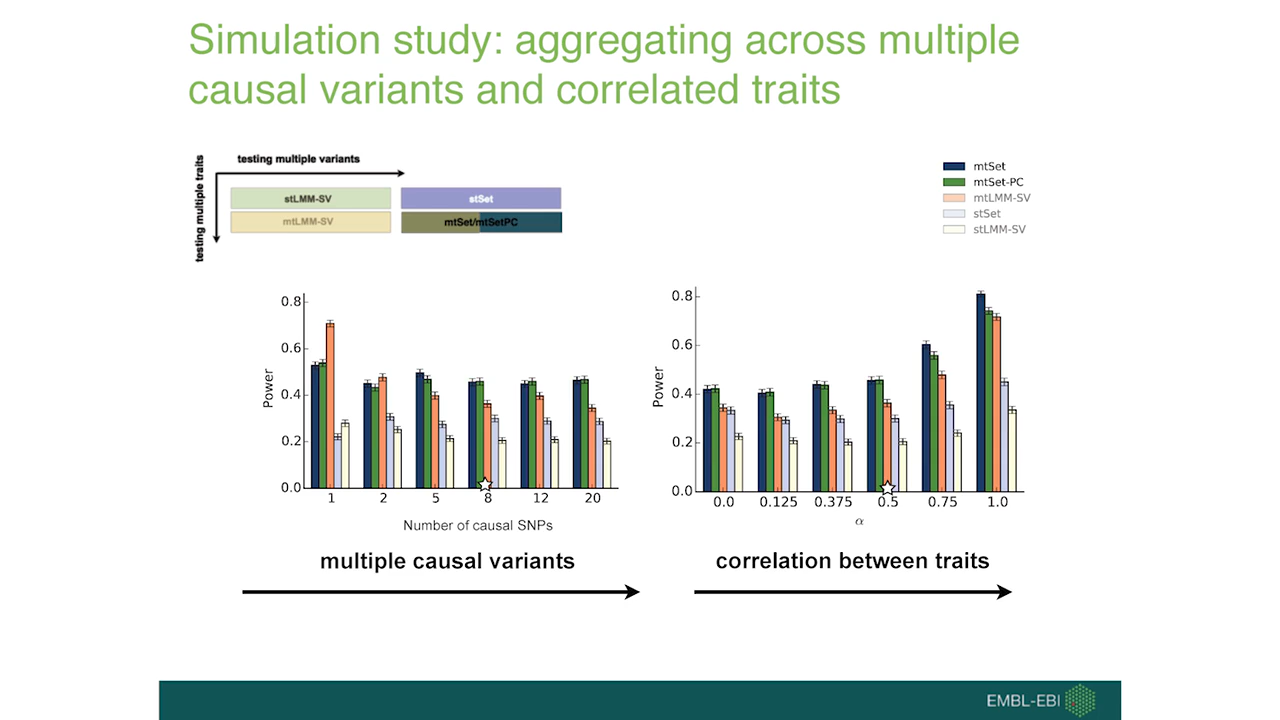 Simulation study: aggregating across multiple
causal variants and correlated traits
testing multiple variants
testing multiple traits
stLMM-SV
stSet
mtLMM-SV
mtSet/mtSetPC
mtSet
mtSet-PC
mtLMM-SV
stSet
stLMM-SV
0.8
0.6
0.4
0.2
0.0
Power
1 2 5 8 12 20
Number of causal SNPs
multiple causal variants
0.8
0.6
0.4
0.2
0.0
Power
0.0 0.125 0.375 0.5 0.75 1.0
α
correlation between traits
EMBL-EBI